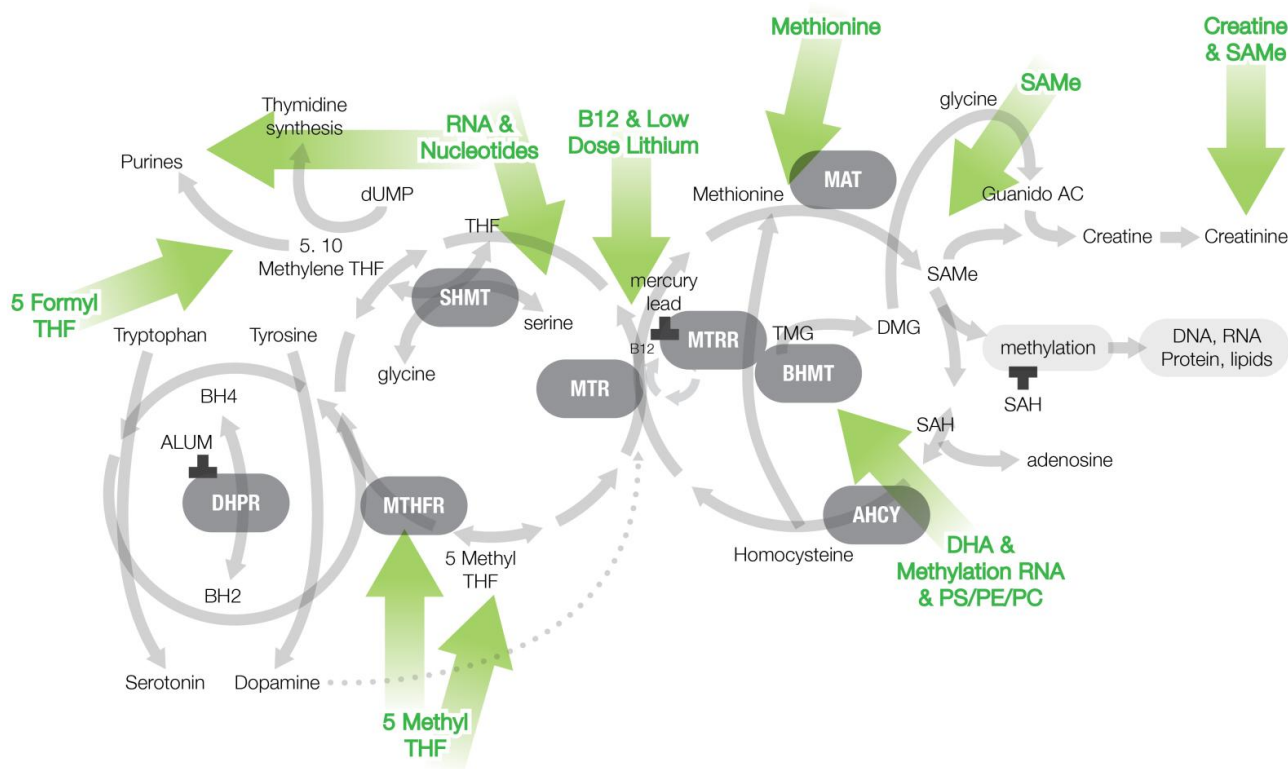 Methionine
Creatine
& SAMe
SAMe
glycine
Thymidine
synthesis
RNA &
Nucleotides
B12 & Low
Dose Lithium
Purines
dUMP
Methionine
MAT
Guanido AC
THF
5. 10
Methylene THF
Creatine
Creatinine
5 Formyl
THF
SHMT
mercury
lead
SAMe
serine
Tryptophan
Tyrosine
B12
MTRR
TMG
DMG
methylation
DNA, RNA
Protein, lipids
glycine
MTR
BHMT
BH4
SAH
SAH
ALUM
adenosine
DHPR
MTHFR
AHCY
5 Methyl
THF
Homocysteine
DHA &
Methylation RNA
& PS/PE/PC
BH2
Serotonin
Dopamine
5 Methyl
THF